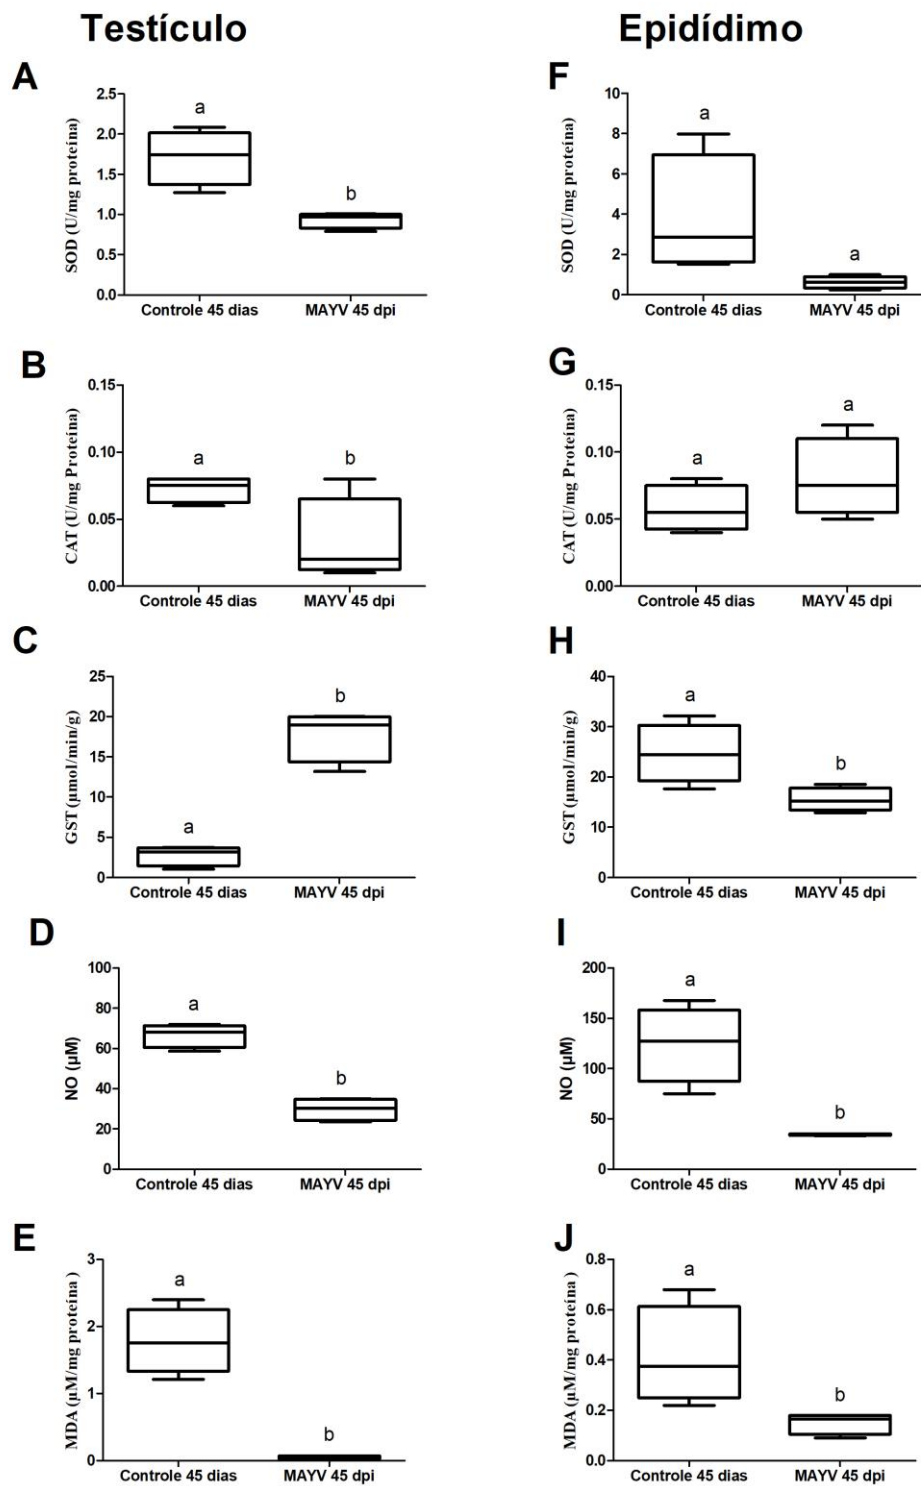 Testículo
Epidídimo
A
SOD (U/mg proteína)
2.5
2.0
1.5
1.0
0.5
0.0
a
b
Controle 45 dias
MAYV 45 dpi
F
SOD (U/mg proteína)
10
8
6
4
2
0
a
a
Controle 45 dias
MAYV 45 dpi
B
CAT (U/mg Proteína)
0.15
0.10
0.05
0.00
a
b
Controle 45 dias
MAYV 45 dpi
G
CAT (U/mg Proteína)
0.15
0.10
0.05
0.00
a
a
Controle 45 dias
MAYV 45 dpi
C
GST (µmol/min/g)
25
20
15
10
5
0
a
b
Controle 45 dias
MAYV 45 dpi
H
GST (µmol/min/g)
40
30
20
10
0
a
b
Controle 45 dias
MAYV 45 dpi
D
NO (µM)
100
80
60
40
20
0
a
b
Controle 45 dias
MAYV 45 dpi
I
NO (µM)
200
150
100
50
0
a
b
Controle 45 dias
MAYV 45 dpi
E
MDA (µM/mg proteína )
3
2
1
0
a
b
Controle 45 dias
MAYV 45 dpi
J
MDA (µM/mg proteína )
0.8
0.6
0.4
0.2
0.0
a
b
Controle 45 dias
MAYV 45 dpi